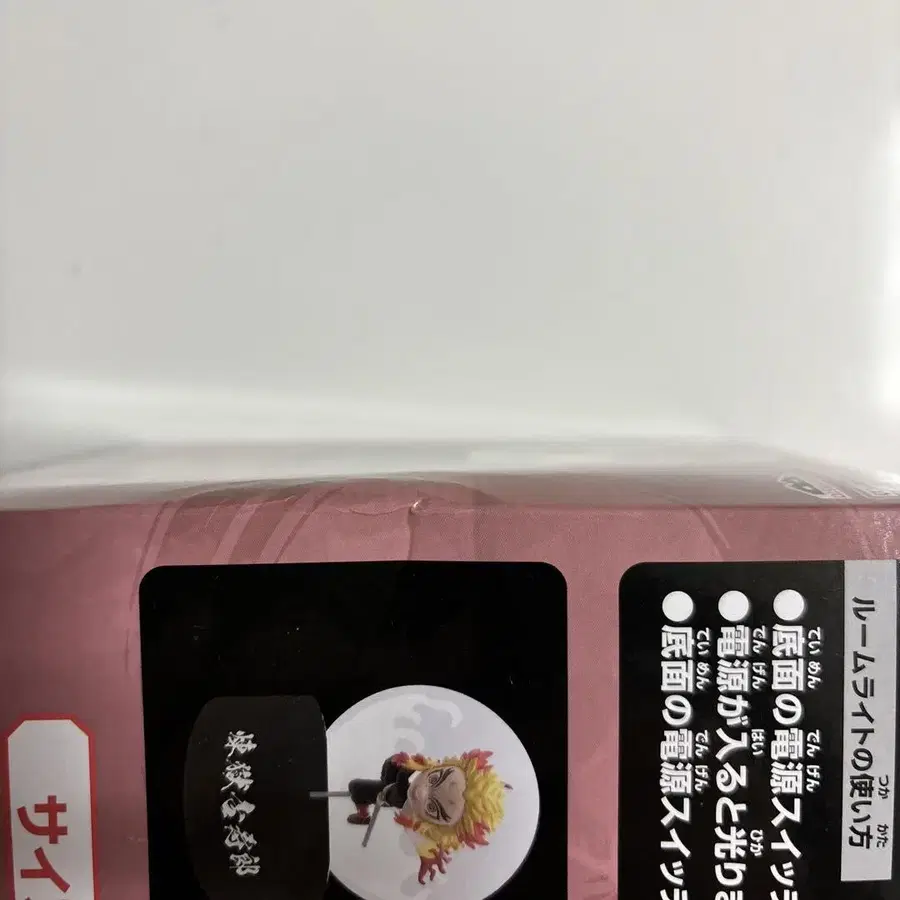 ルームライトの使い方
●底面の電源スイッ
●電源が入ると光り
●底面の電源スイッ
煉獄杏寿郎
サイ